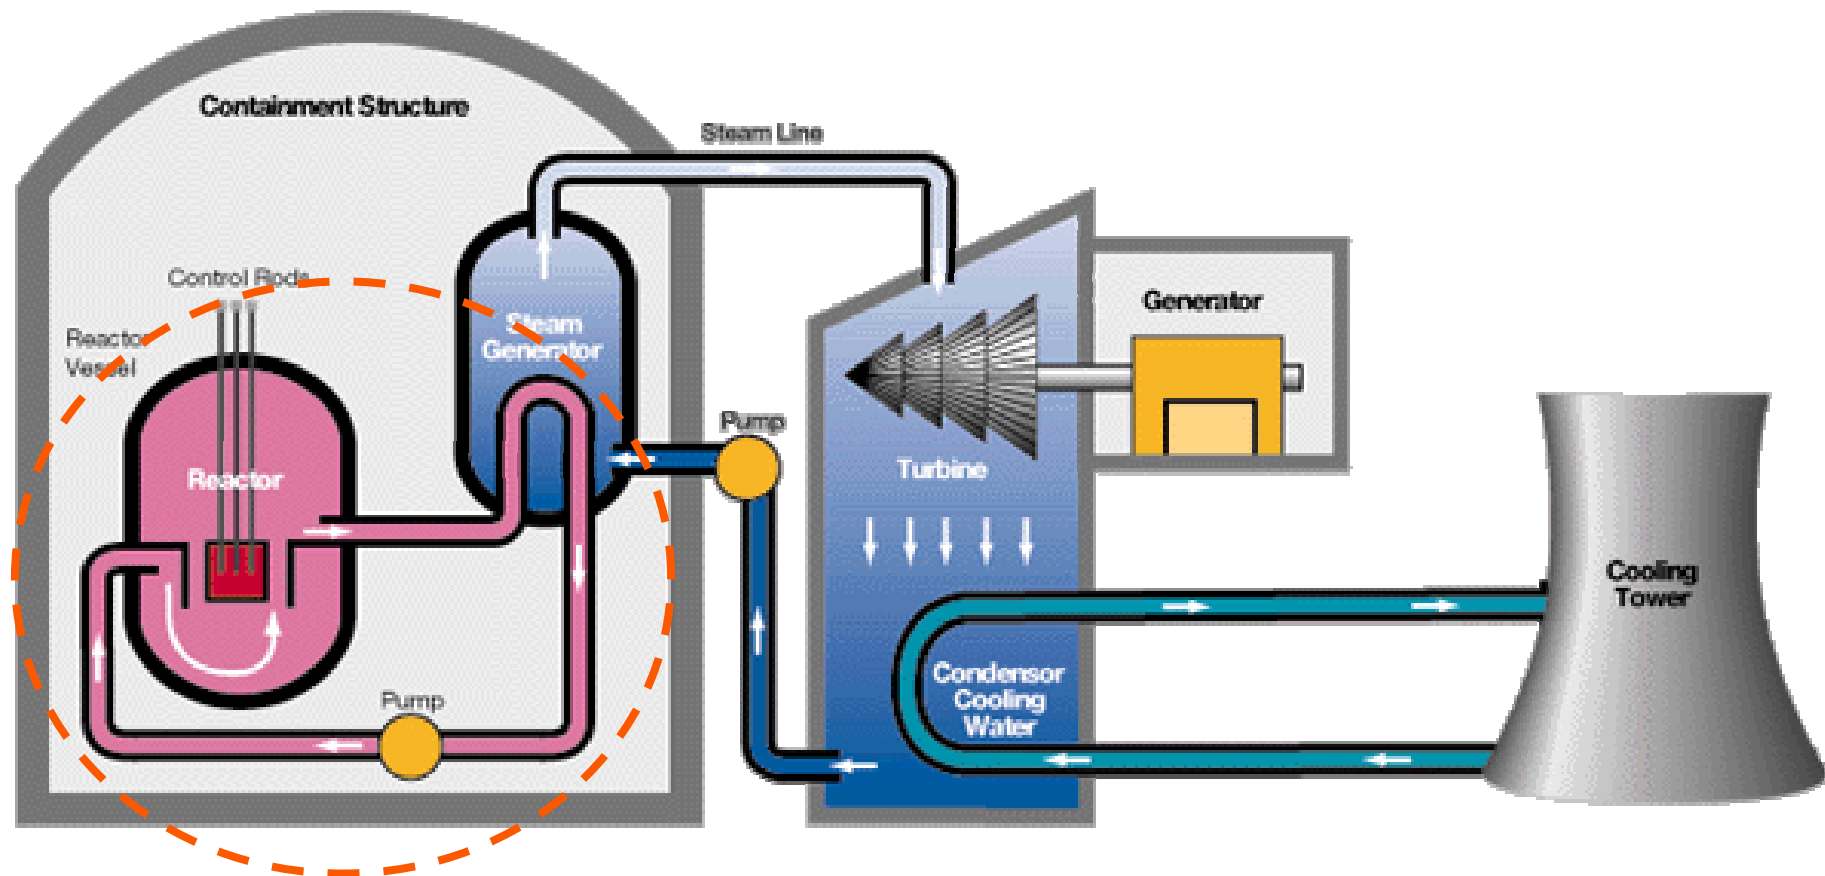 Containment Structure
Steam Line
Control Rods
Reactor
Vessel
Steam
Generator
Generator
Pump
Reactor
Turbine
Cooling
Tower
Condensor
Cooling
Water
Pump